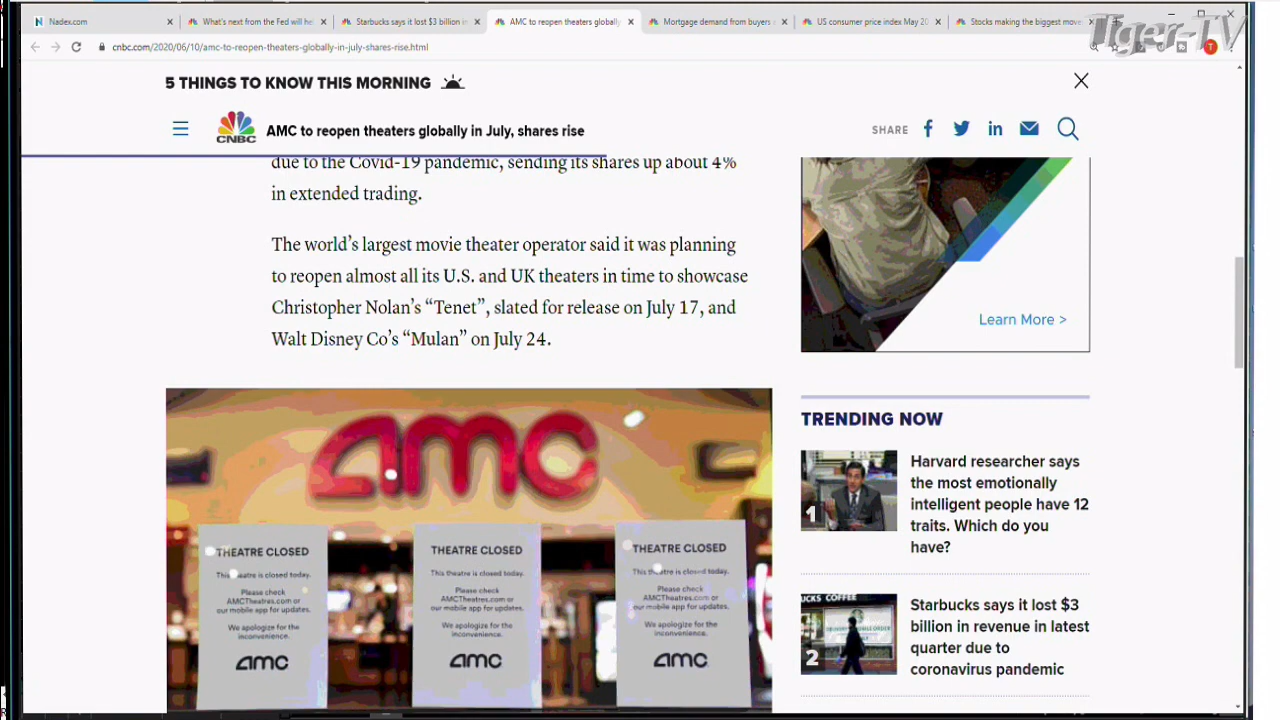 Nadex.com
What's next from the Fed will he
Starbucks says it lost $3 billion in
AMC to reopen theaters globally
Mortgage demand from buyers
US consumer price index May 20
Stocks making the biggest move
Tiger-TV
cnbc.com/2020/06/10/amc-to-reopen-theaters-globally-in-july-shares-rise.html
T
5 THINGS TO KNOW THIS MORNING
CNBC
AMC to reopen theaters globally in July, shares rise
SHARE
due to the Covid-19 pandemic, sending its shares up about 4%
in extended trading.
The world's largest movie theater operator said it was planning
to reopen almost all its U.S. and UK theaters in time to showcase
Christopher Nolan's “Tenet”, slated for release on July 17, and
Walt Disney Co's “Mulan” on July 24.
Learn More >
amc
THEATRE CLOSED
This theatre is closed today.
Please check
AMCTheatres.com or
our mobile app for updates.
We apologize for the
inconvenience.
amc
THEATRE CLOSED
This theatre is closed today.
Please check
AMCTheatres.com or
our mobile app for updates.
We apologize for the
inconvenience.
amc
THEATRE CLOSED
This theatre is closed today.
Please check
AMCTheatres.com or
our mobile app for updates.
We apologize for the
inconvenience.
amc
TRENDING NOW
1
Harvard researcher says
the most emotionally
intelligent people have 12
traits. Which do you
have?
UCKS COFFEE
2
Starbucks says it lost $3
billion in revenue in latest
quarter due to
coronavirus pandemic